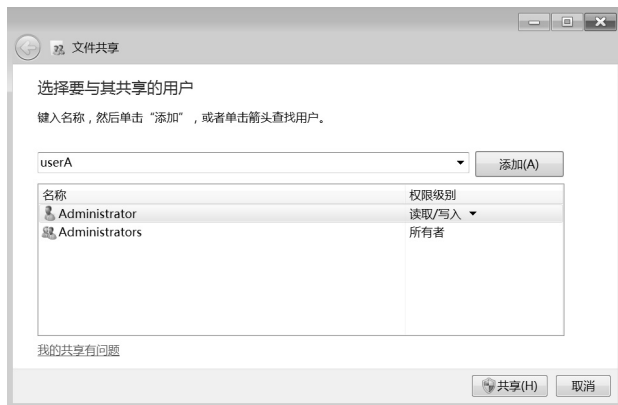 文件共享
选择要与其共享的用户
键入名称，然后单击“添加”，或者单击箭头查找用户。
userA 添加(A)
名称 权限级别
Administrator 读取/写入
Administrators 所有者
我的共享有问题
共享(H) 取消